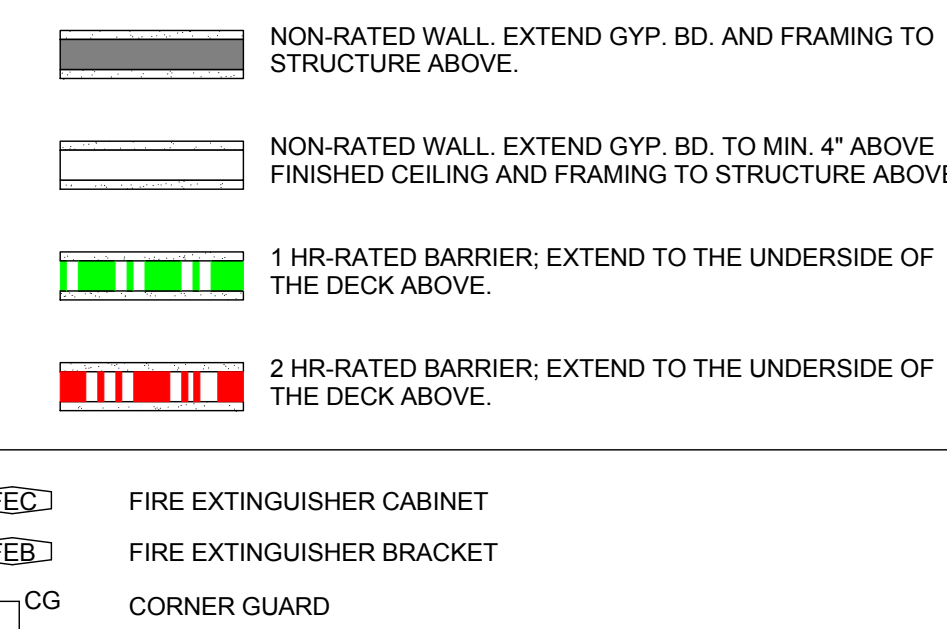 NON-RATED WALL. EXTEND GYP. BD. AND FRAMING TO
STRUCTURE ABOVE.
NON-RATED WALL. EXTEND GYP. BD. TO MIN. 4" ABOVE
FINISHED CEILING AND FRAMING TO STRUCTURE ABOVE
1 HR-RATED BARRIER; EXTEND TO THE UNDERSIDE OF
THE DECK ABOVE.
2 HR-RATED BARRIER; EXTEND TO THE UNDERSIDE OF
THE DECK ABOVE.
FEC FIRE EXTINGUISHER CABINET
FEB FIRE EXTINGUISHER BRACKET
CG CORNER GUARD